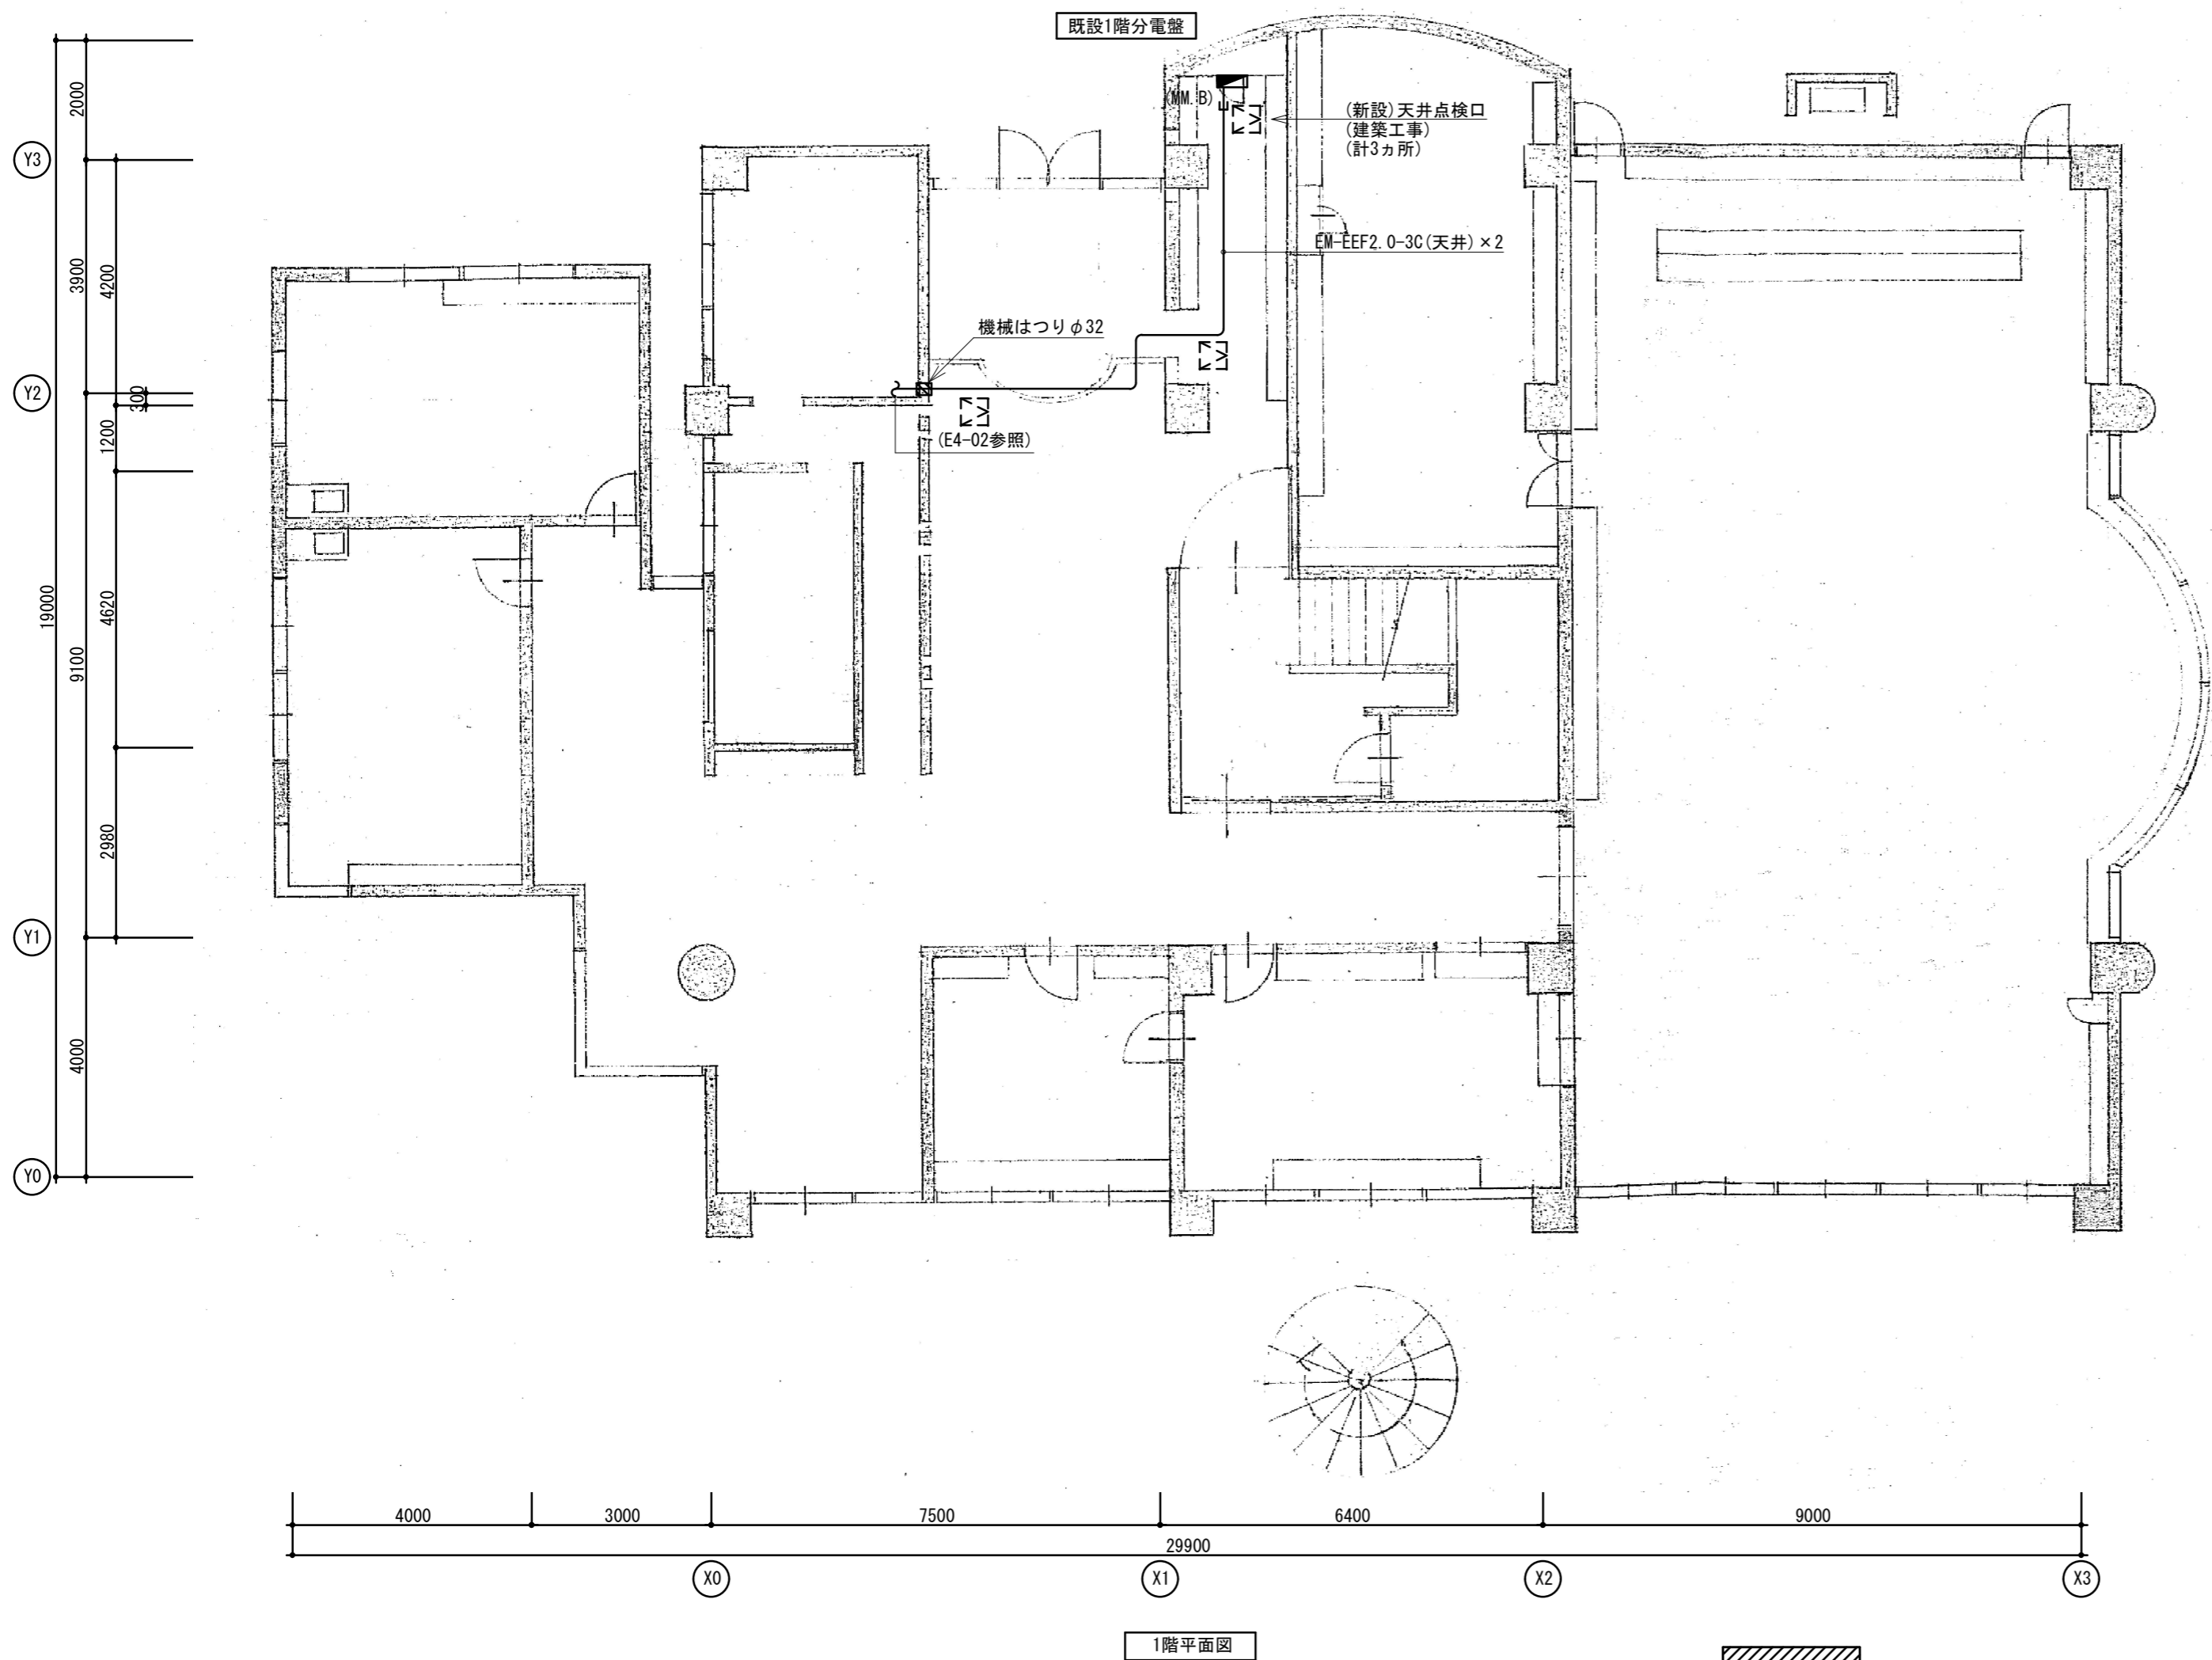 既設1階分電盤
(MM.B)
(新設)天井点検口
(建築工事)
(計3ヵ所)
EM-EEF2.0-3C(天井)×2
機械はつりφ32
(E4-02参照)
Y3
Y2
Y1
Y0
2000
3900
4200
300
1200
19000
9100
4620
2980
4000
4000
3000
7500
6400
9000
29900
X0
X1
X2
X3
1階平面図